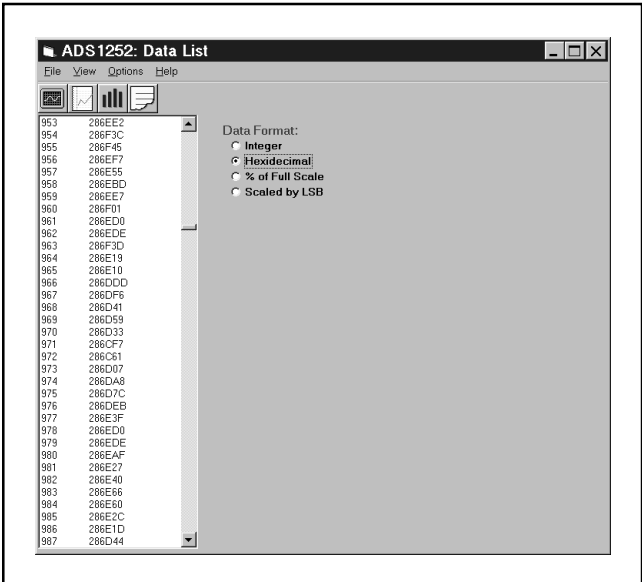 ADS1252: Data List
File View Options Help
953 286EE2
954 286F3C
955 286F45
956 286EF7
957 286E55
958 286EBD
959 286EE7
960 286F01
961 286ED0
962 286EDE
963 286F3D
964 286E19
965 286E10
966 286DDD
967 286DF6
968 286D41
969 286D59
970 286D33
971 286CF7
972 286C61
973 286D07
974 286DA8
975 286D7C
976 286DEB
977 286E3F
978 286ED0
979 286EDE
980 286EAF
981 286E27
982 286E40
983 286E66
984 286E60
985 286E2C
986 286E1D
987 286D44
Data Format:
Integer
Hexidecimal
% of Full Scale
Scaled by LSB